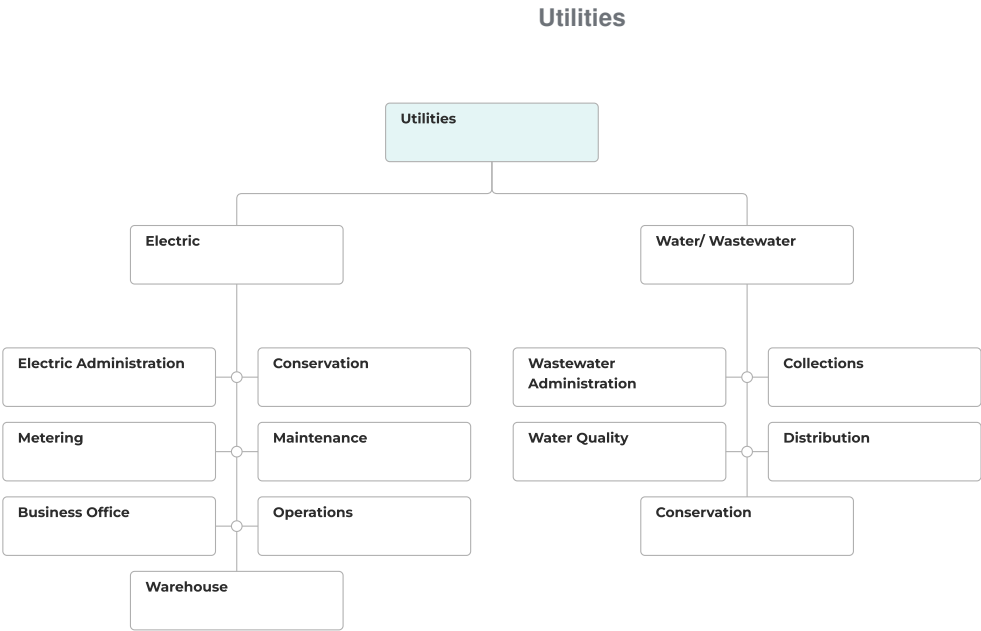 Utilities
Utilities
Electric
Water/ Wastewater
Electric Administration
Conservation
Wastewater
Administration
Collections
Metering
Maintenance
Water Quality
Distribution
Business Office
Operations
Conservation
Warehouse